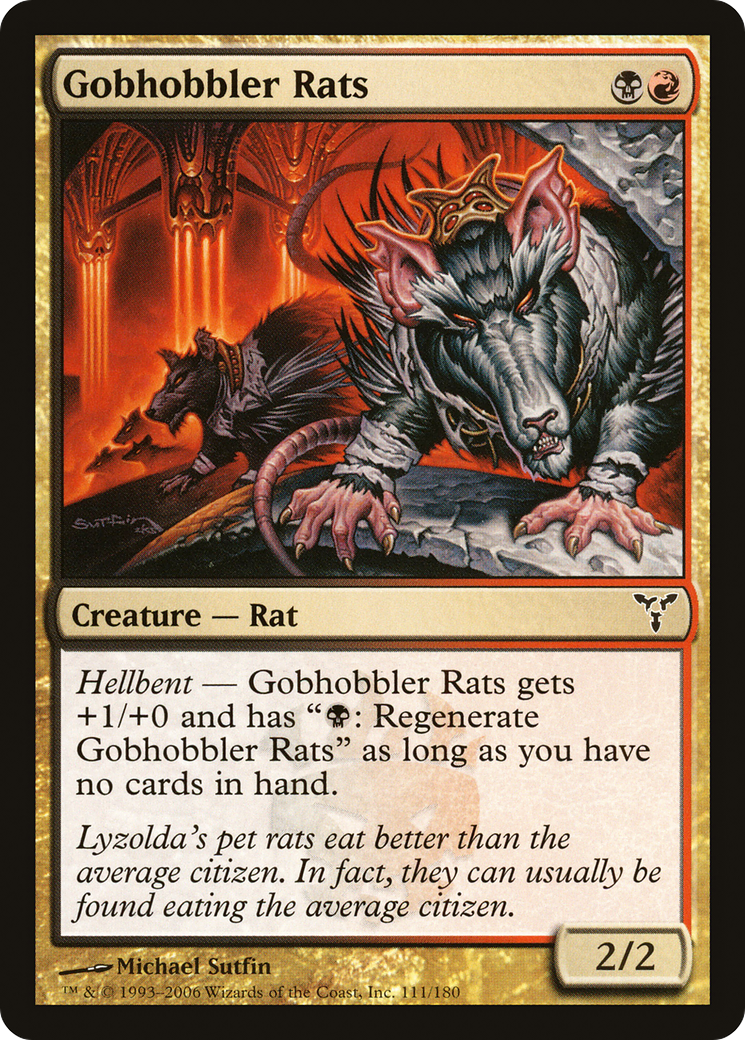 Gobhobbler Rats
Creature — Rat
Hellbent — Gobhobbler Rats gets
+1/+0 and has “: Regenerate
Gobhobbler Rats” as long as you have
no cards in hand.
Lyzolda’s pet rats eat better than the
average citizen. In fact, they can usually be
found eating the average citizen.
2/2
Michael Sutfin
™ & © 1993–2006 Wizards of the Coast, Inc. 111/180